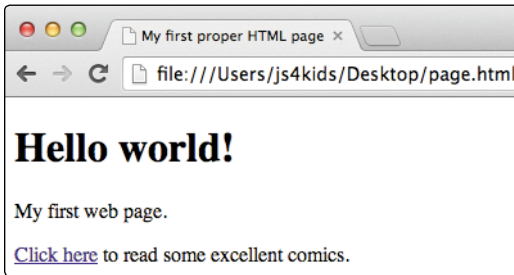 My first proper HTML page
file:///Users/js4kids/Desktop/page.html
Hello world!
My first web page.
Click here to read some excellent comics.